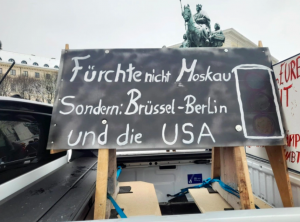 Fürchte nicht Moskau
Sondern: Brüssel-Berlin
und die USA